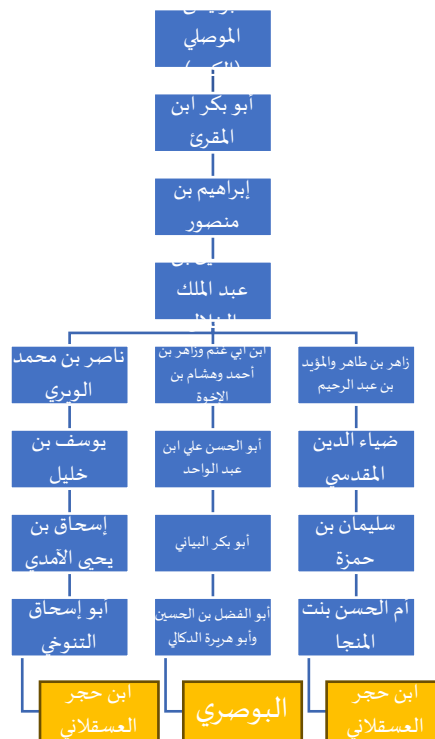 الموصلي
أبو بكر ابن
المقرئ
إبراهيم بن
منصور
عبد الملك
زاهر بن طاهر والمؤيد
بن عبد الرحيم
ابن أبي غنم وزاهر بن
أحمد وهشام بن
الإخوة
ناصر بن محمد
الويري
ضياء الدين
المقدسي
أبو الحسن علي ابن
عبد الواحد
يوسف بن
خليل
سليمان بن
حمزة
أبو بكر البياني
إسحاق بن
يحيى الآمدي
أم الحسن بنت
المنجا
أبو الفضل بن الحسين
وأبو هريرة الدكالي
أبو إسحاق
التنوخي
ابن حجر
العسقلاني
البوصري
ابن حجر
العسقلاني